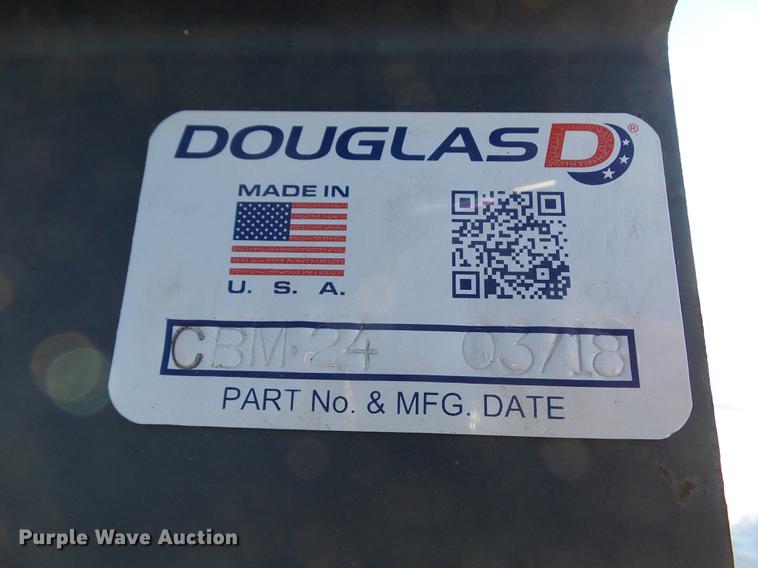 DOUGLAS D®
MADE IN
U. S. A.
CBM·24 03/18
PART No. & MFG. DATE
Purple Wave Auction